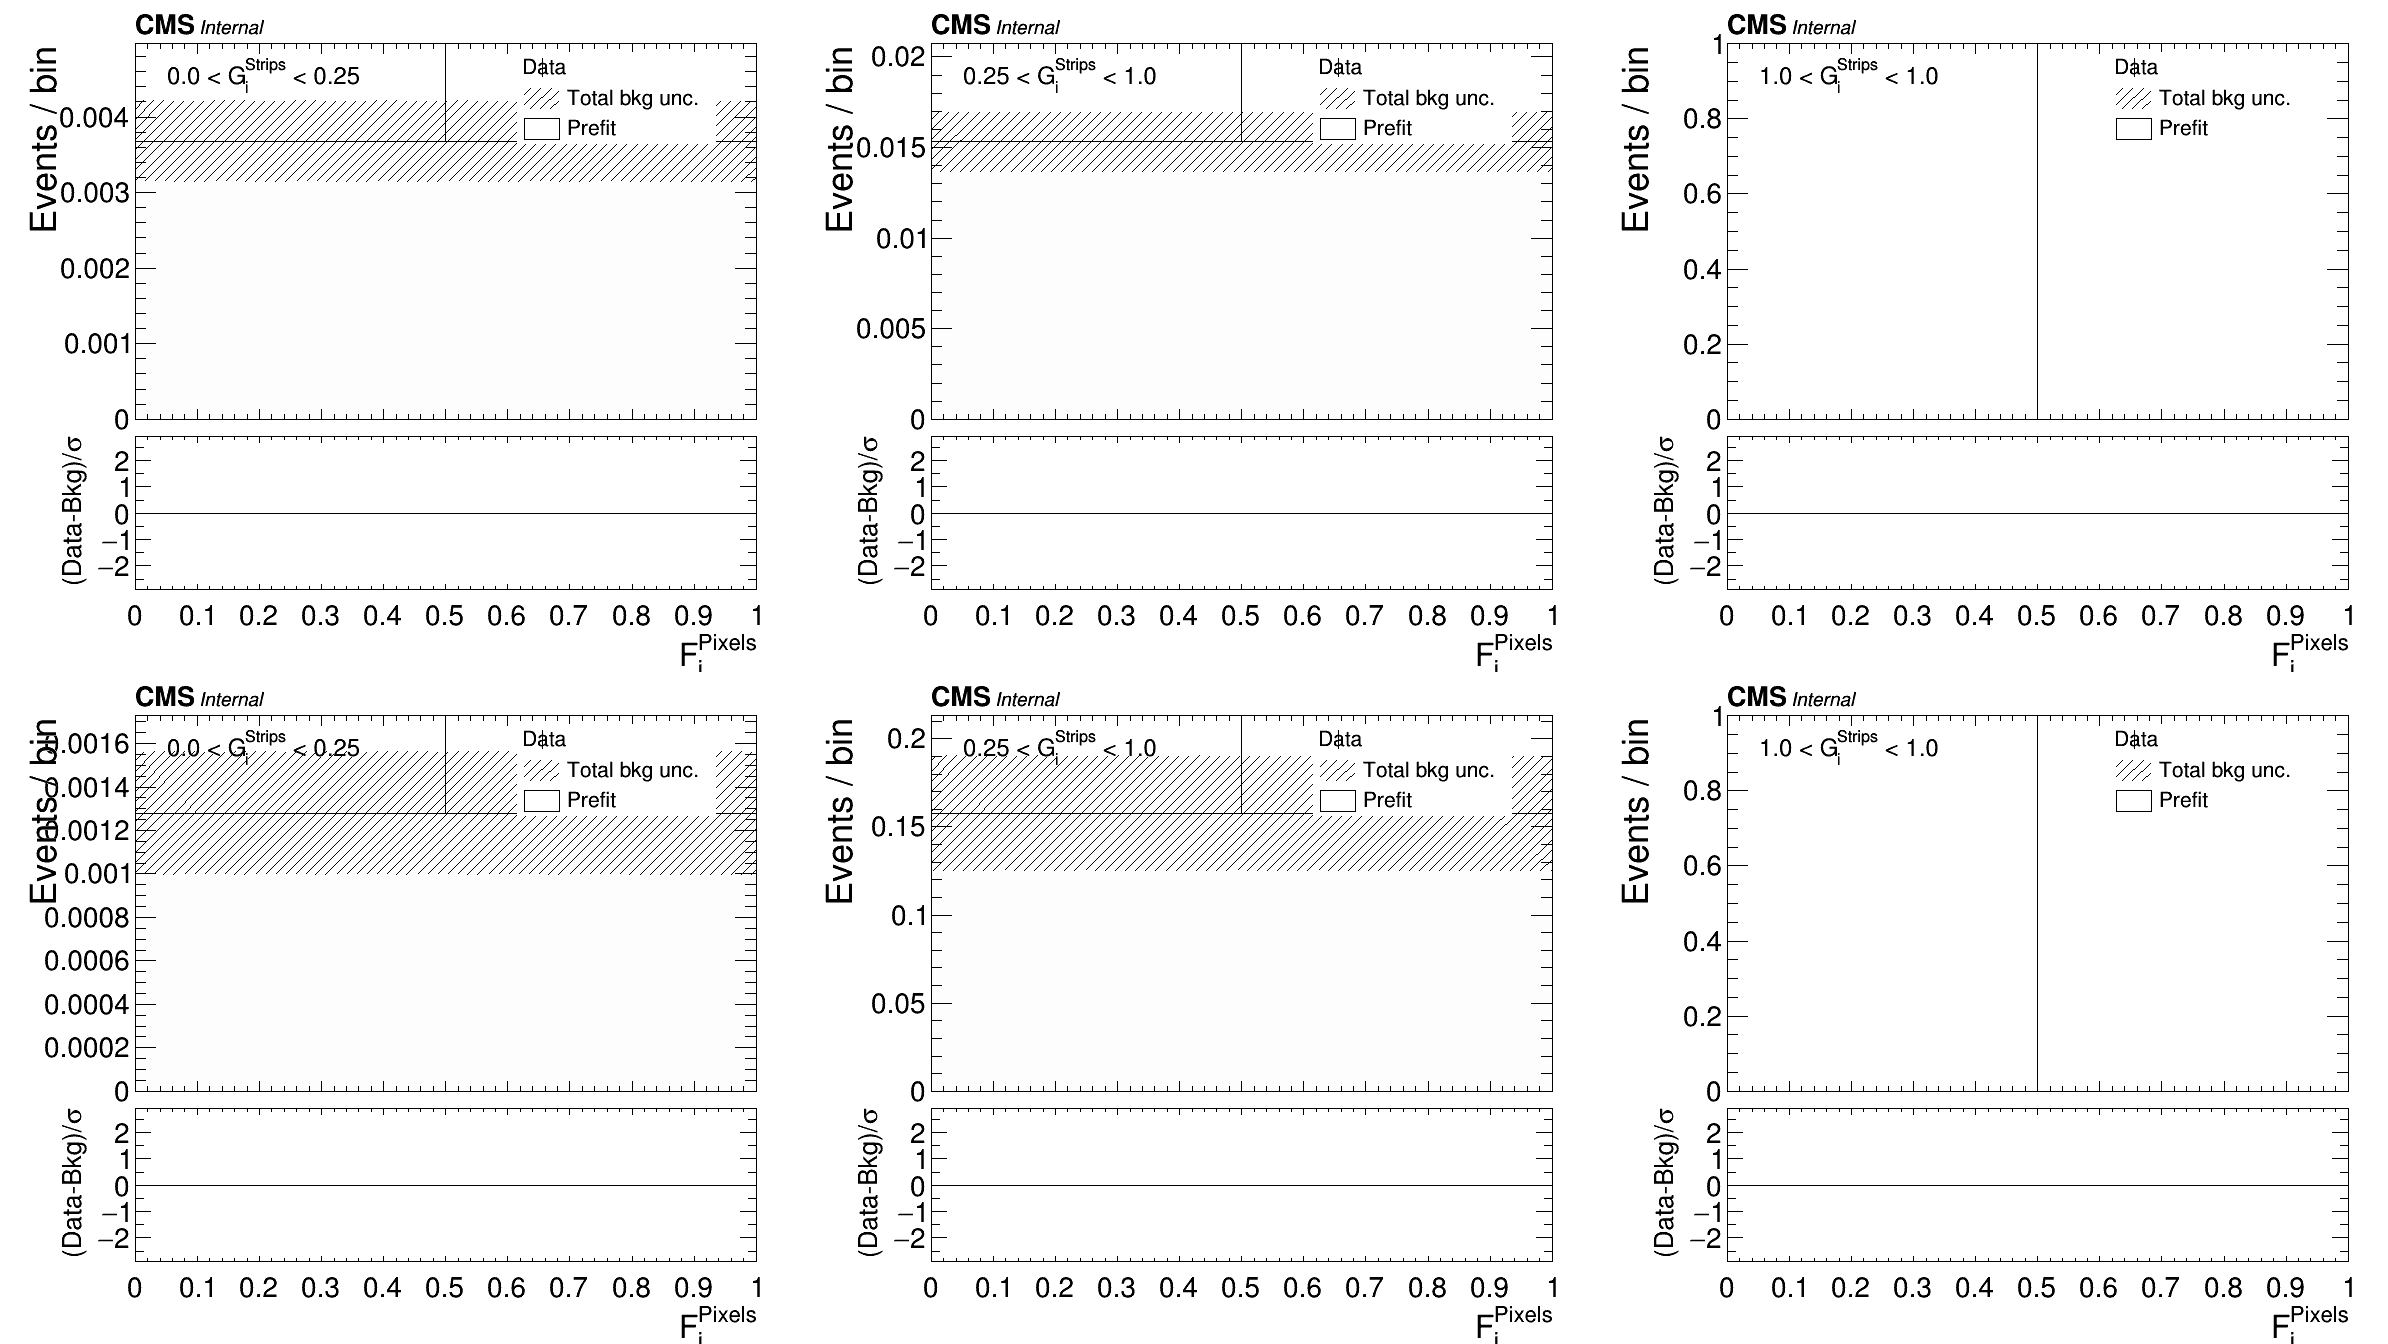 CMS Internal
Events / bin
0.0 < G_i^Strips < 0.25
Data
Total bkg unc.
Prefit
0.004
0.003
0.002
0.001
0
(Data-Bkg)/σ
2
1
0
−1
−2
0 0.1 0.2 0.3 0.4 0.5 0.6 0.7 0.8 0.9 1
F_i^Pixels
CMS Internal
Events / bin
0.25 < G_i^Strips < 1.0
Data
Total bkg unc.
Prefit
0.02
0.015
0.01
0.005
0
(Data-Bkg)/σ
2
1
0
−1
−2
0 0.1 0.2 0.3 0.4 0.5 0.6 0.7 0.8 0.9 1
F_i^Pixels
CMS Internal
Events / bin
1.0 < G_i^Strips < 1.0
Data
Total bkg unc.
Prefit
1
0.8
0.6
0.4
0.2
0
(Data-Bkg)/σ
2
1
0
−1
−2
0 0.1 0.2 0.3 0.4 0.5 0.6 0.7 0.8 0.9 1
F_i^Pixels
CMS Internal
Events / bin
0.0 < G_i^Strips < 0.25
Data
Total bkg unc.
Prefit
0.0016
0.0014
0.0012
0.001
0.0008
0.0006
0.0004
0.0002
0
(Data-Bkg)/σ
2
1
0
−1
−2
0 0.1 0.2 0.3 0.4 0.5 0.6 0.7 0.8 0.9 1
F_i^Pixels
CMS Internal
Events / bin
0.25 < G_i^Strips < 1.0
Data
Total bkg unc.
Prefit
0.2
0.15
0.1
0.05
0
(Data-Bkg)/σ
2
1
0
−1
−2
0 0.1 0.2 0.3 0.4 0.5 0.6 0.7 0.8 0.9 1
F_i^Pixels
CMS Internal
Events / bin
1.0 < G_i^Strips < 1.0
Data
Total bkg unc.
Prefit
1
0.8
0.6
0.4
0.2
0
(Data-Bkg)/σ
2
1
0
−1
−2
0 0.1 0.2 0.3 0.4 0.5 0.6 0.7 0.8 0.9 1
F_i^Pixels